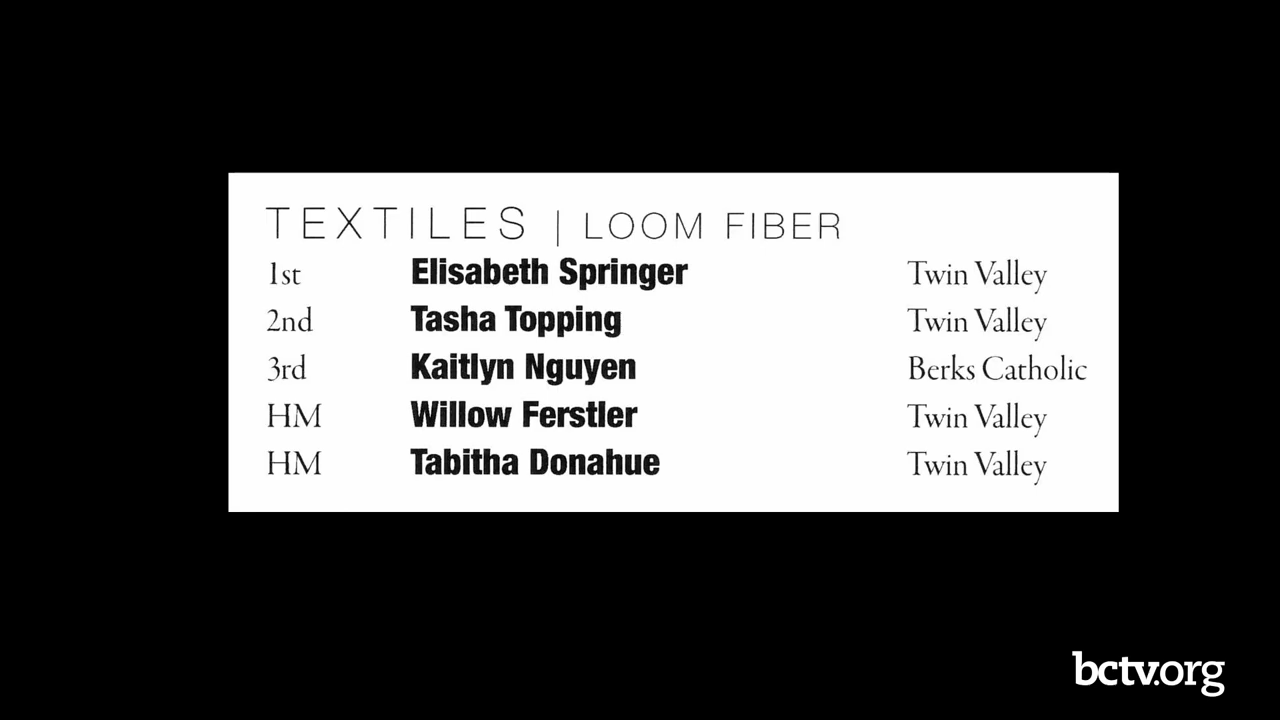 TEXTILES | LOOM FIBER
1st Elisabeth Springer Twin Valley
2nd Tasha Topping Twin Valley
3rd Kaitlyn Nguyen Berks Catholic
HM Willow Ferstler Twin Valley
HM Tabitha Donahue Twin Valley
bctv.org